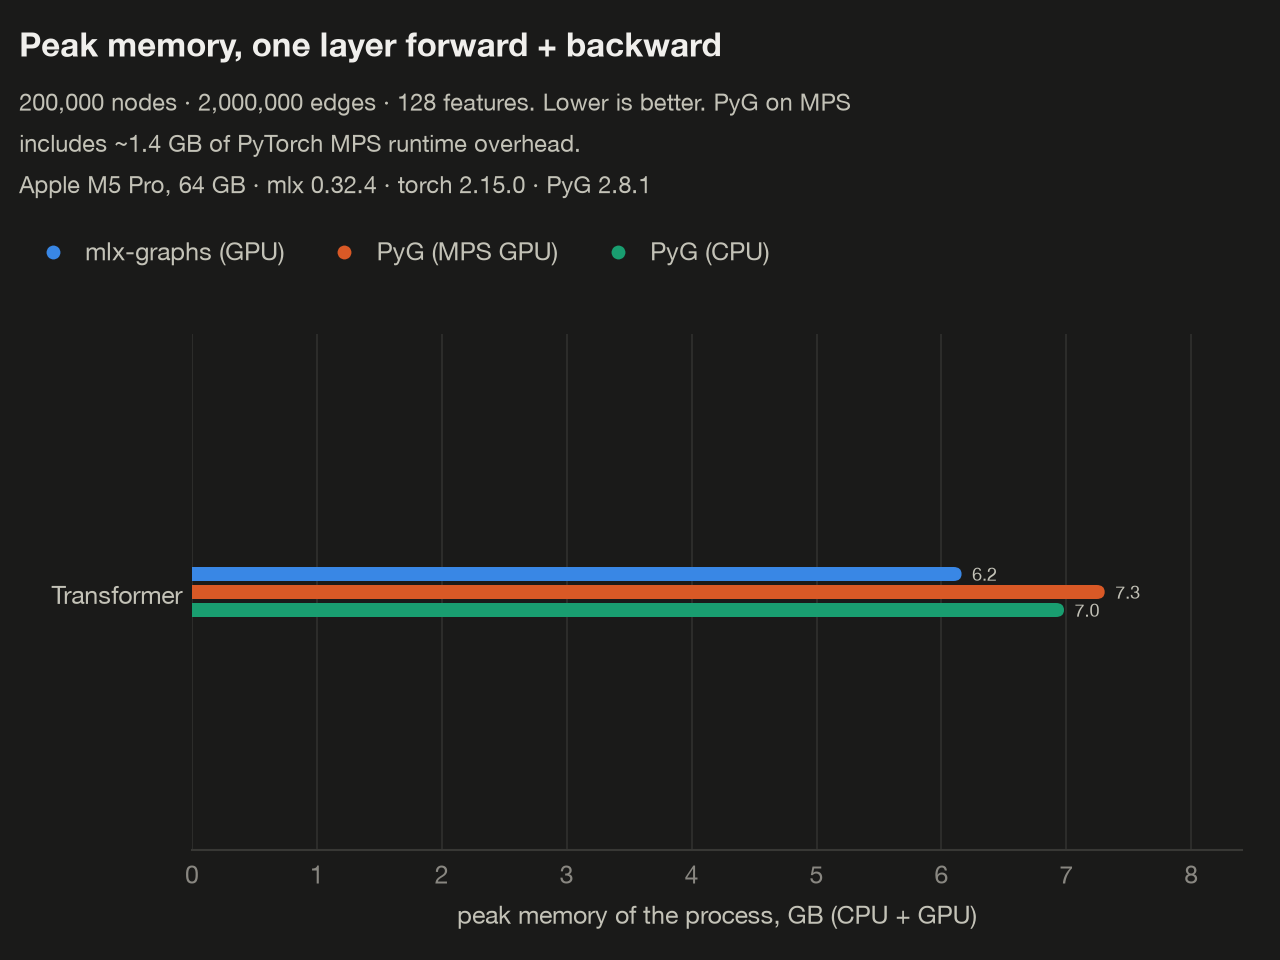 Peak memory, one layer forward + backward
200,000 nodes · 2,000,000 edges · 128 features. Lower is better. PyG on MPS
includes ~1.4 GB of PyTorch MPS runtime overhead.
Apple M5 Pro, 64 GB · mlx 0.32.4 · torch 2.15.0 · PyG 2.8.1
mlx-graphs (GPU) PyG (MPS GPU) PyG (CPU)
6.2
Transformer 7.3
7.0
0 1 2 3 4 5 6 7 8
peak memory of the process, GB (CPU + GPU)